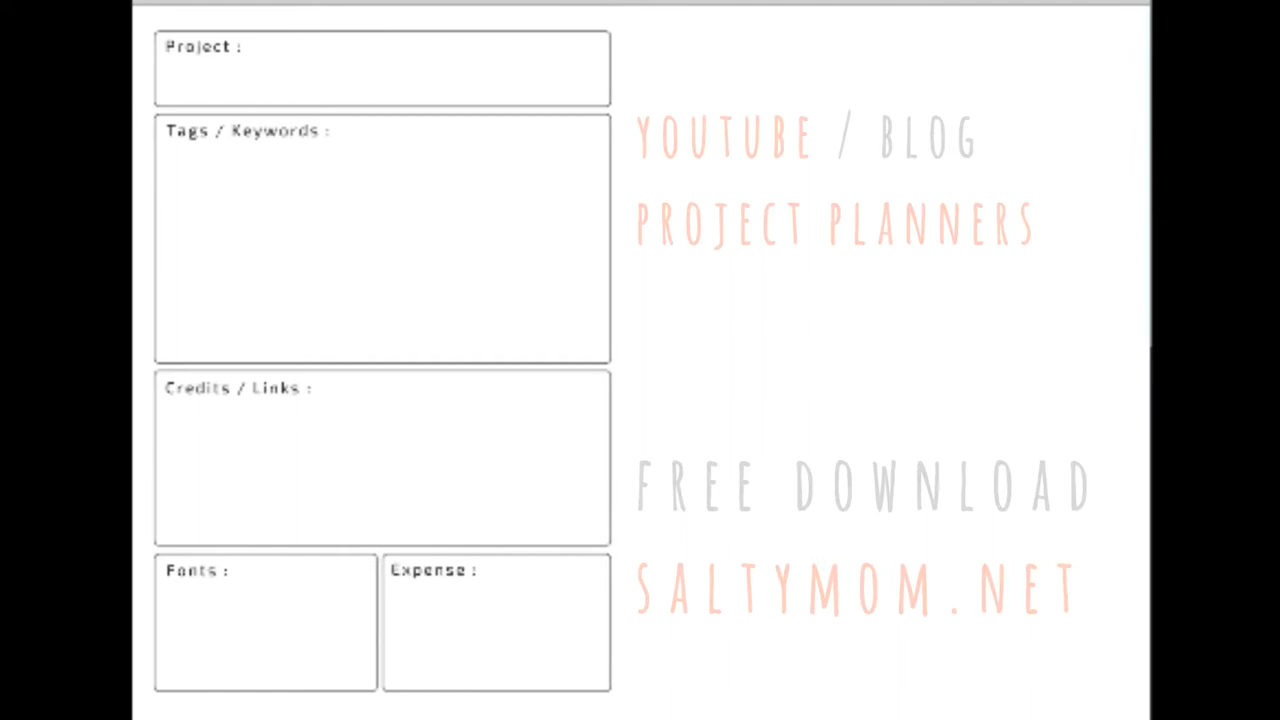 Project :
Tags / Keywords :
Credits / Links :
Fonts :
Expense :
YOUTUBE / BLOG
PROJECT PLANNERS
FREE DOWNLOAD
SALTYMOM.NET